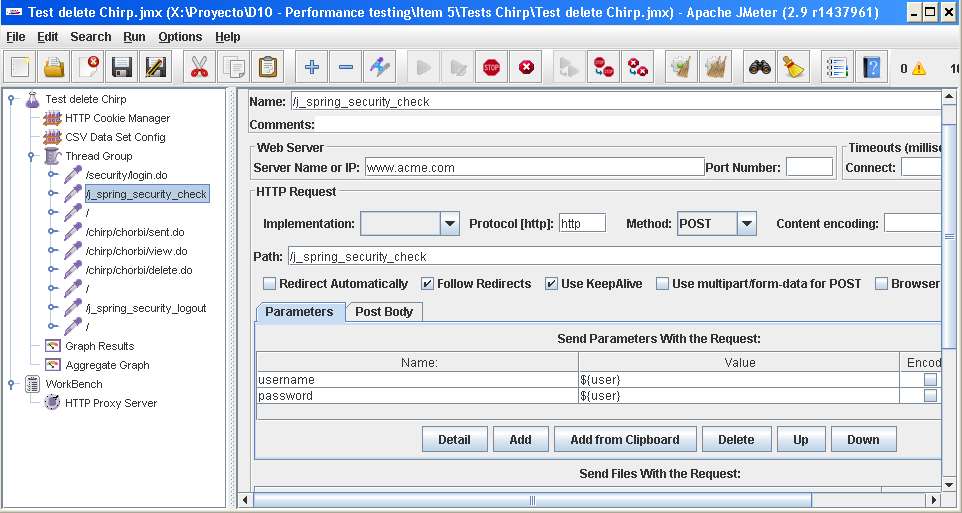 Test delete Chirp.jmx (X:\Proyecto\D10 - Performance testing\Item 5\Tests Chirp\Test delete Chirp.jmx) - Apache JMeter (2.9 r1437961)
File Edit Search Run Options Help
STOP STOP STOP 0 10
Test delete Chirp
HTTP Cookie Manager
CSV Data Set Config
Thread Group
/security/login.do
/j_spring_security_check
/
/chirp/chorbi/sent.do
/chirp/chorbi/view.do
/chirp/chorbi/delete.do
/
/j_spring_security_logout
/
Graph Results
Aggregate Graph
WorkBench
HTTP Proxy Server
Name: /j_spring_security_check
Comments:
Web Server Timeouts (millise
Server Name or IP: www.acme.com Port Number: Connect:
HTTP Request
Implementation: Protocol [http]: http Method: POST Content encoding:
Path: /j_spring_security_check
Redirect Automatically Follow Redirects Use KeepAlive Use multipart/form-data for POST Browser
Parameters Post Body
Send Parameters With the Request:
Name: Value Encod
username ${user}
password ${user}
Detail Add Add from Clipboard Delete Up Down
Send Files With the Request: